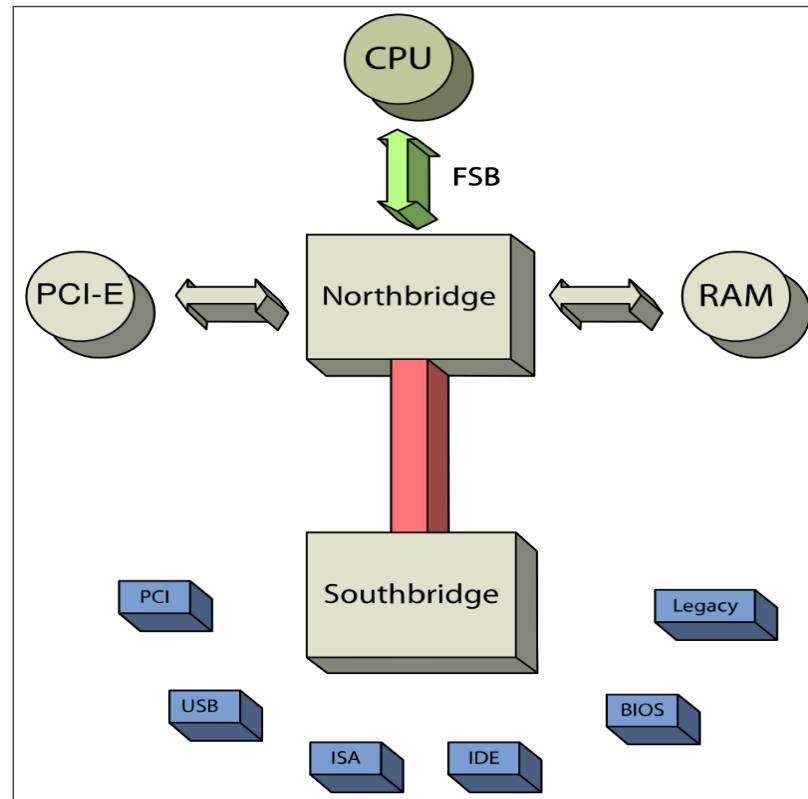 CPU
FSB
PCI-E
Northbridge
RAM
Southbridge
PCI
Legacy
USB
BIOS
ISA
IDE